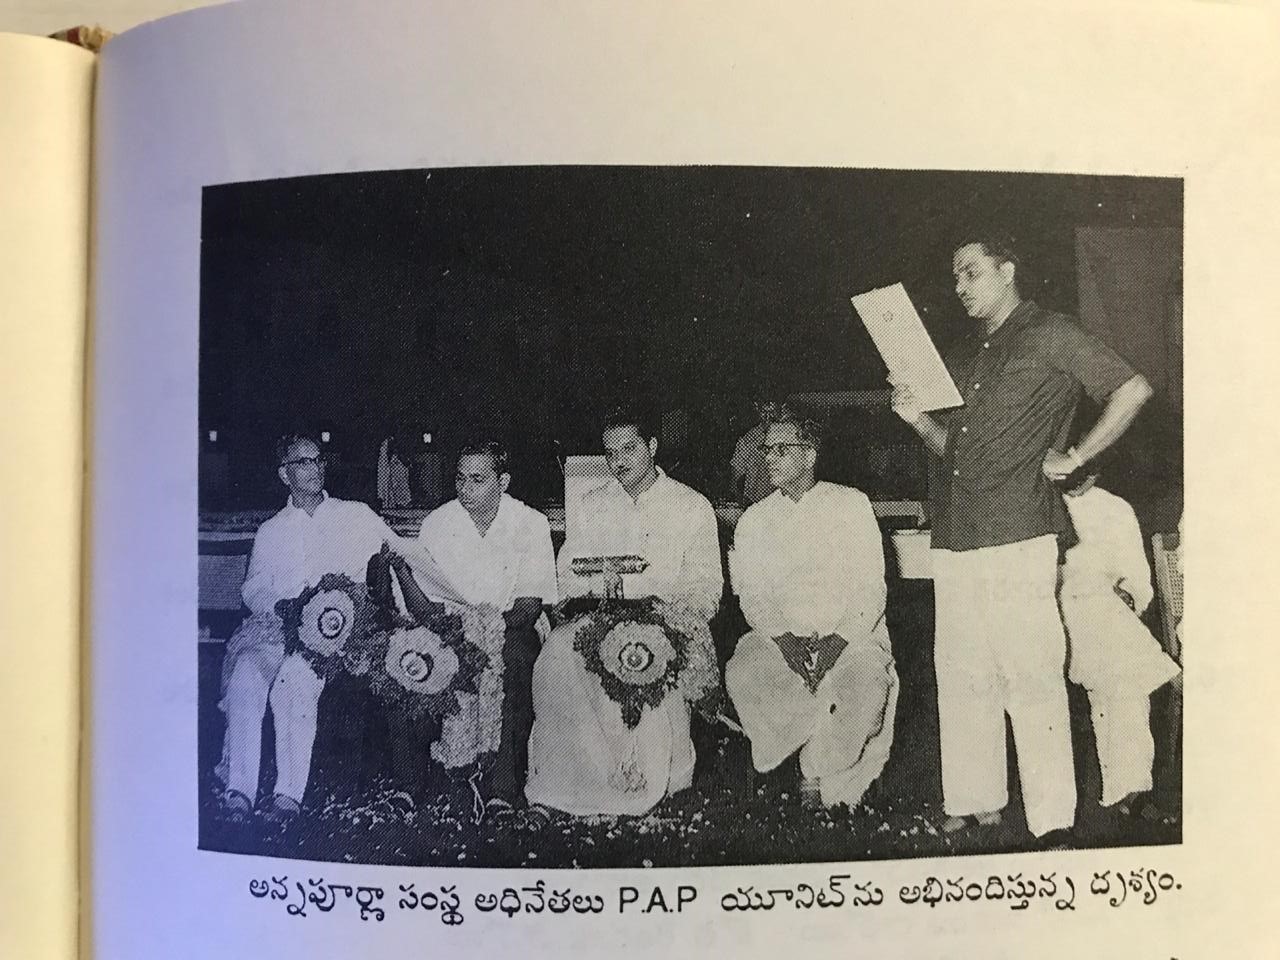 అన్నపూర్ణా సంస్థ అధినేతలు P.A.P యూనిట్‌ను అభినందిస్తున్న దృశ్యం.